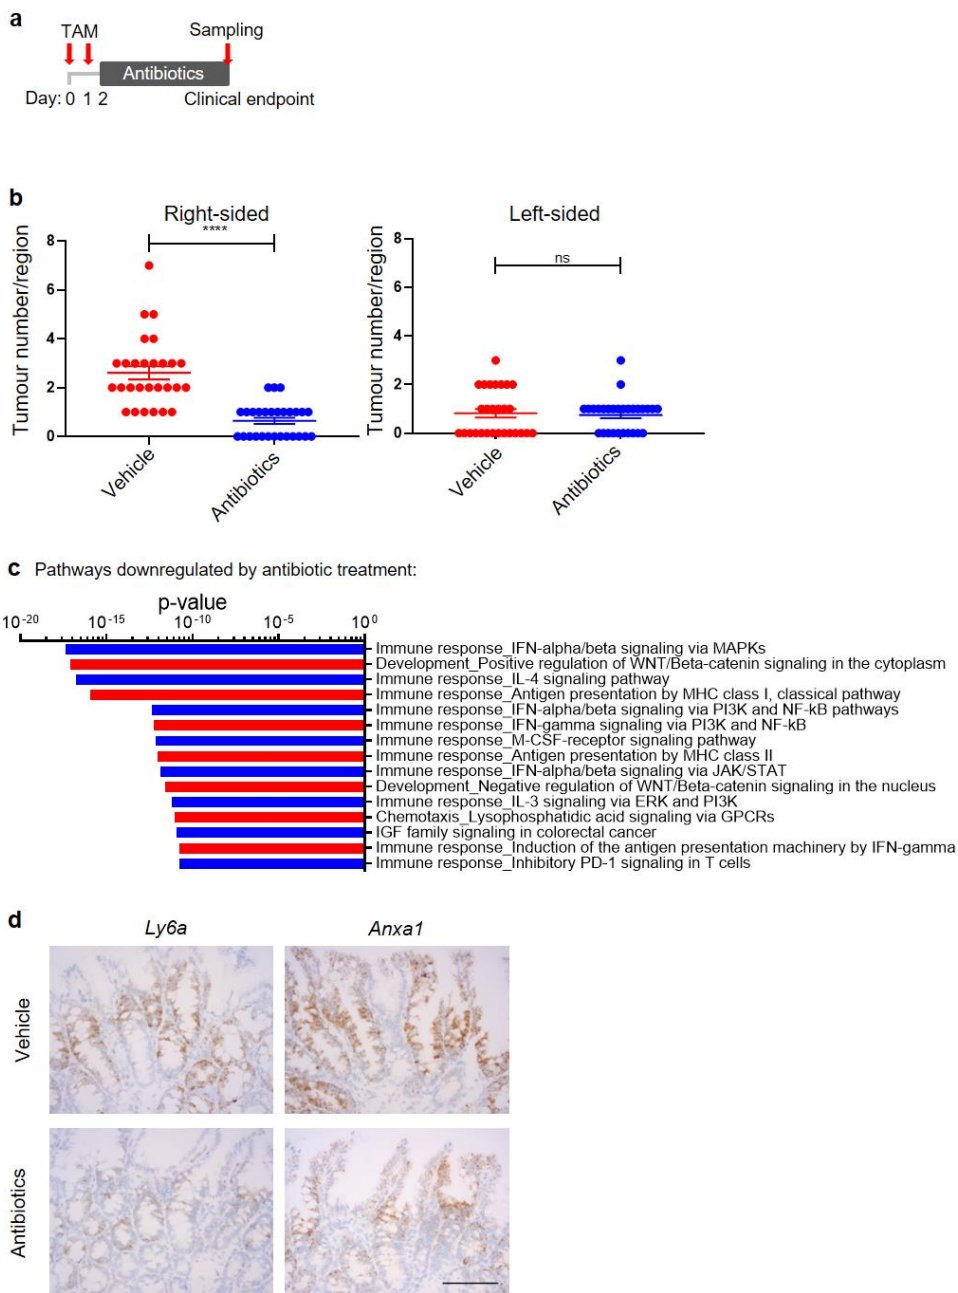 a
TAM
Sampling
Antibiotics
Day: 0 1 2
Clinical endpoint
b
Right-sided
Left-sided
****
ns
Tumour number/region
8
6
4
2
0
Vehicle
Antibiotics
Tumour number/region
8
6
4
2
0
Vehicle
Antibiotics
c Pathways downregulated by antibiotic treatment:
p-value
10-20 10-15 10-10 10-5 100
Immune response_IFN-alpha/beta signaling via MAPKs
Development_Positive regulation of WNT/Beta-catenin signaling in the cytoplasm
Immune response_IL-4 signaling pathway
Immune response_Antigen presentation by MHC class I, classical pathway
Immune response_IFN-alpha/beta signaling via PI3K and NF-kB pathways
Immune response_IFN-gamma signaling via PI3K and NF-kB
Immune response_M-CSF-receptor signaling pathway
Immune response_Antigen presentation by MHC class II
Immune response_IFN-alpha/beta signaling via JAK/STAT
Development_Negative regulation of WNT/Beta-catenin signaling in the nucleus
Immune response_IL-3 signaling via ERK and PI3K
Chemotaxis_Lysophosphatidic acid signaling via GPCRs
IGF family signaling in colorectal cancer
Immune response_Induction of the antigen presentation machinery by IFN-gamma
Immune response_Inhibitory PD-1 signaling in T cells
d
Ly6a
Anxa1
Vehicle
Antibiotics